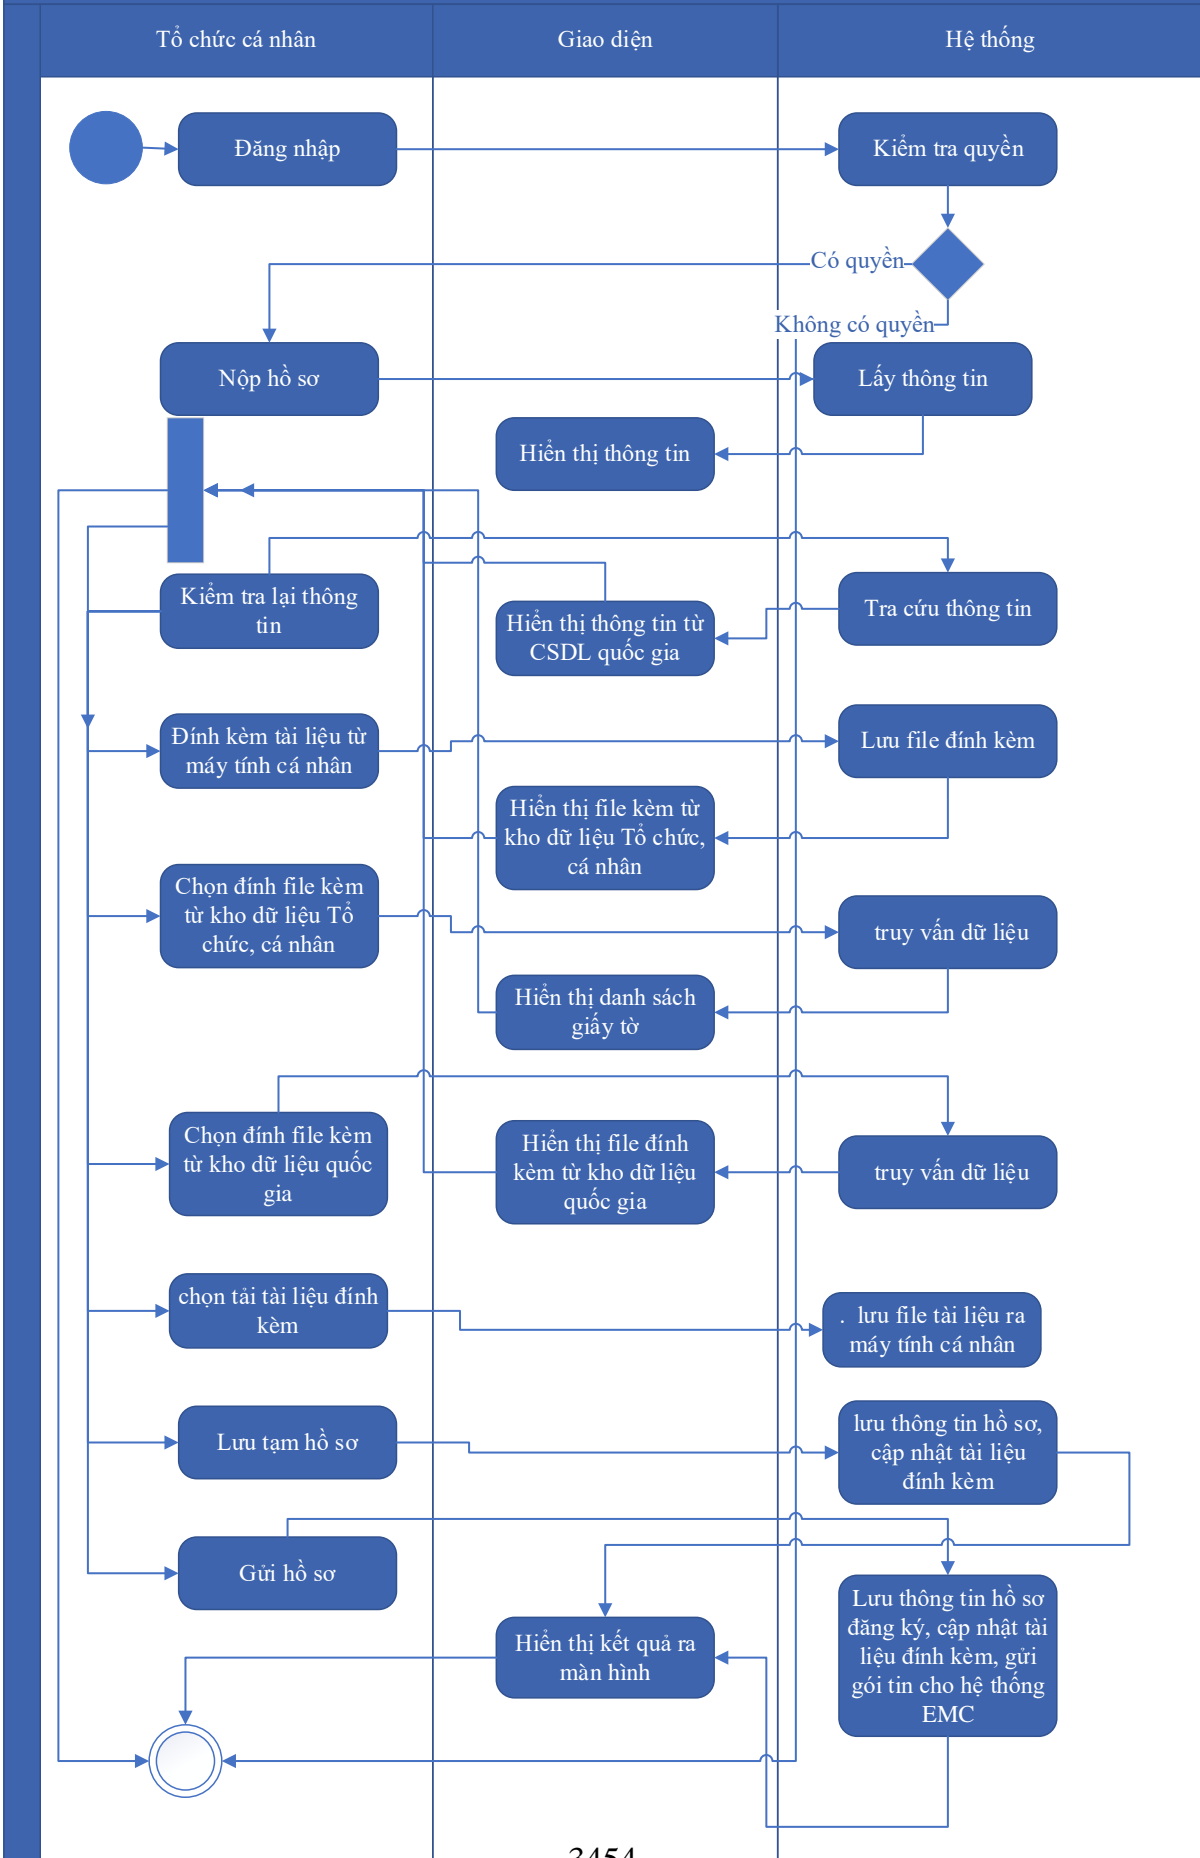 Tổ chức cá nhân
Giao diện
Hệ thống
Đăng nhập
Kiểm tra quyền
Có quyền
Không có quyền
Nộp hồ sơ
Lấy thông tin
Hiển thị thông tin
Kiểm tra lại thông
tin
Hiển thị thông tin từ
CSDL quốc gia
Tra cứu thông tin
Đính kèm tài liệu từ
máy tính cá nhân
Lưu file đính kèm
Hiển thị file kèm từ
kho dữ liệu Tổ chức,
cá nhân
Chọn đính file kèm
từ kho dữ liệu Tổ
chức, cá nhân
truy vấn dữ liệu
Hiển thị danh sách
giấy tờ
Chọn đính file kèm
từ kho dữ liệu quốc
gia
Hiển thị file đính
kèm từ kho dữ liệu
quốc gia
truy vấn dữ liệu
chọn tải tài liệu đính
kèm
. lưu file tài liệu ra
máy tính cá nhân
Lưu tạm hồ sơ
lưu thông tin hồ sơ,
cập nhật tài liệu
đính kèm
Gửi hồ sơ
Lưu thông tin hồ sơ
đăng ký, cập nhật tài
liệu đính kèm, gửi
gói tin cho hệ thống
EMC
Hiển thị kết quả ra
màn hình
3454